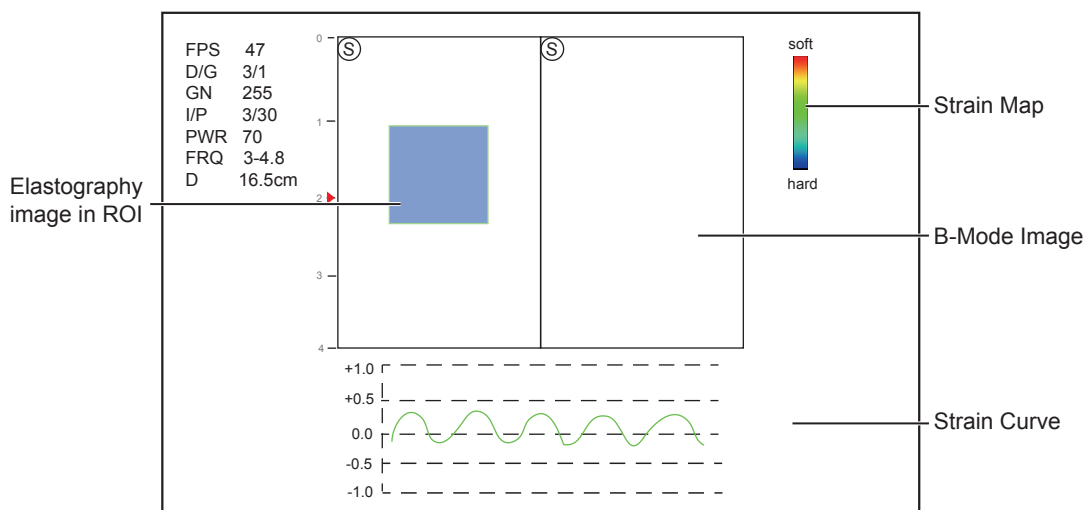 FPS 47
D/G 3/1
GN 255
I/P 3/30
PWR 70
FRQ 3-4.8
D 16.5cm
Elastography
image in ROI
0
1
2
3
4
S
S
soft
hard
Strain Map
B-Mode Image
+1.0
+0.5
0.0
-0.5
-1.0
Strain Curve